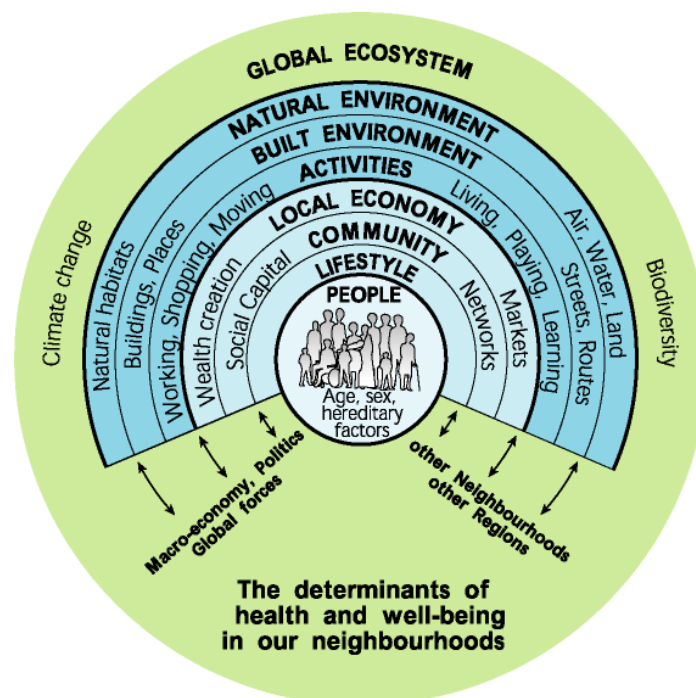 GLOBAL ECOSYSTEM
NATURAL ENVIRONMENT
BUILT ENVIRONMENT
ACTIVITIES
LOCAL ECONOMY
COMMUNITY
LIFESTYLE
PEOPLE
Age, sex,
hereditary
factors
Climate change
Natural habitats
Buildings, Places
Working, Shopping, Moving
Wealth creation
Social Capital
Networks
Markets
Living, Playing, Learning
Streets, Routes
Air, Water, Land
Biodiversity
Macro-economy, Politics
Global forces
other Neighbourhoods
other Regions
The determinants of
health and well-being
in our neighbourhoods